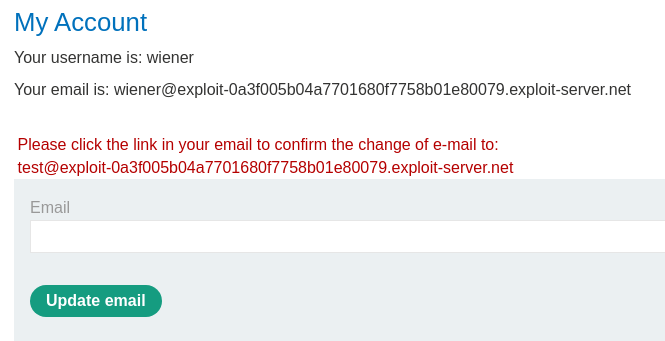 My Account
Your username is: wiener
Your email is: wiener@exploit-0a3f005b04a7701680f7758b01e80079.exploit-server.net
Please click the link in your email to confirm the change of e-mail to:
test@exploit-0a3f005b04a7701680f7758b01e80079.exploit-server.net
Email
Update email